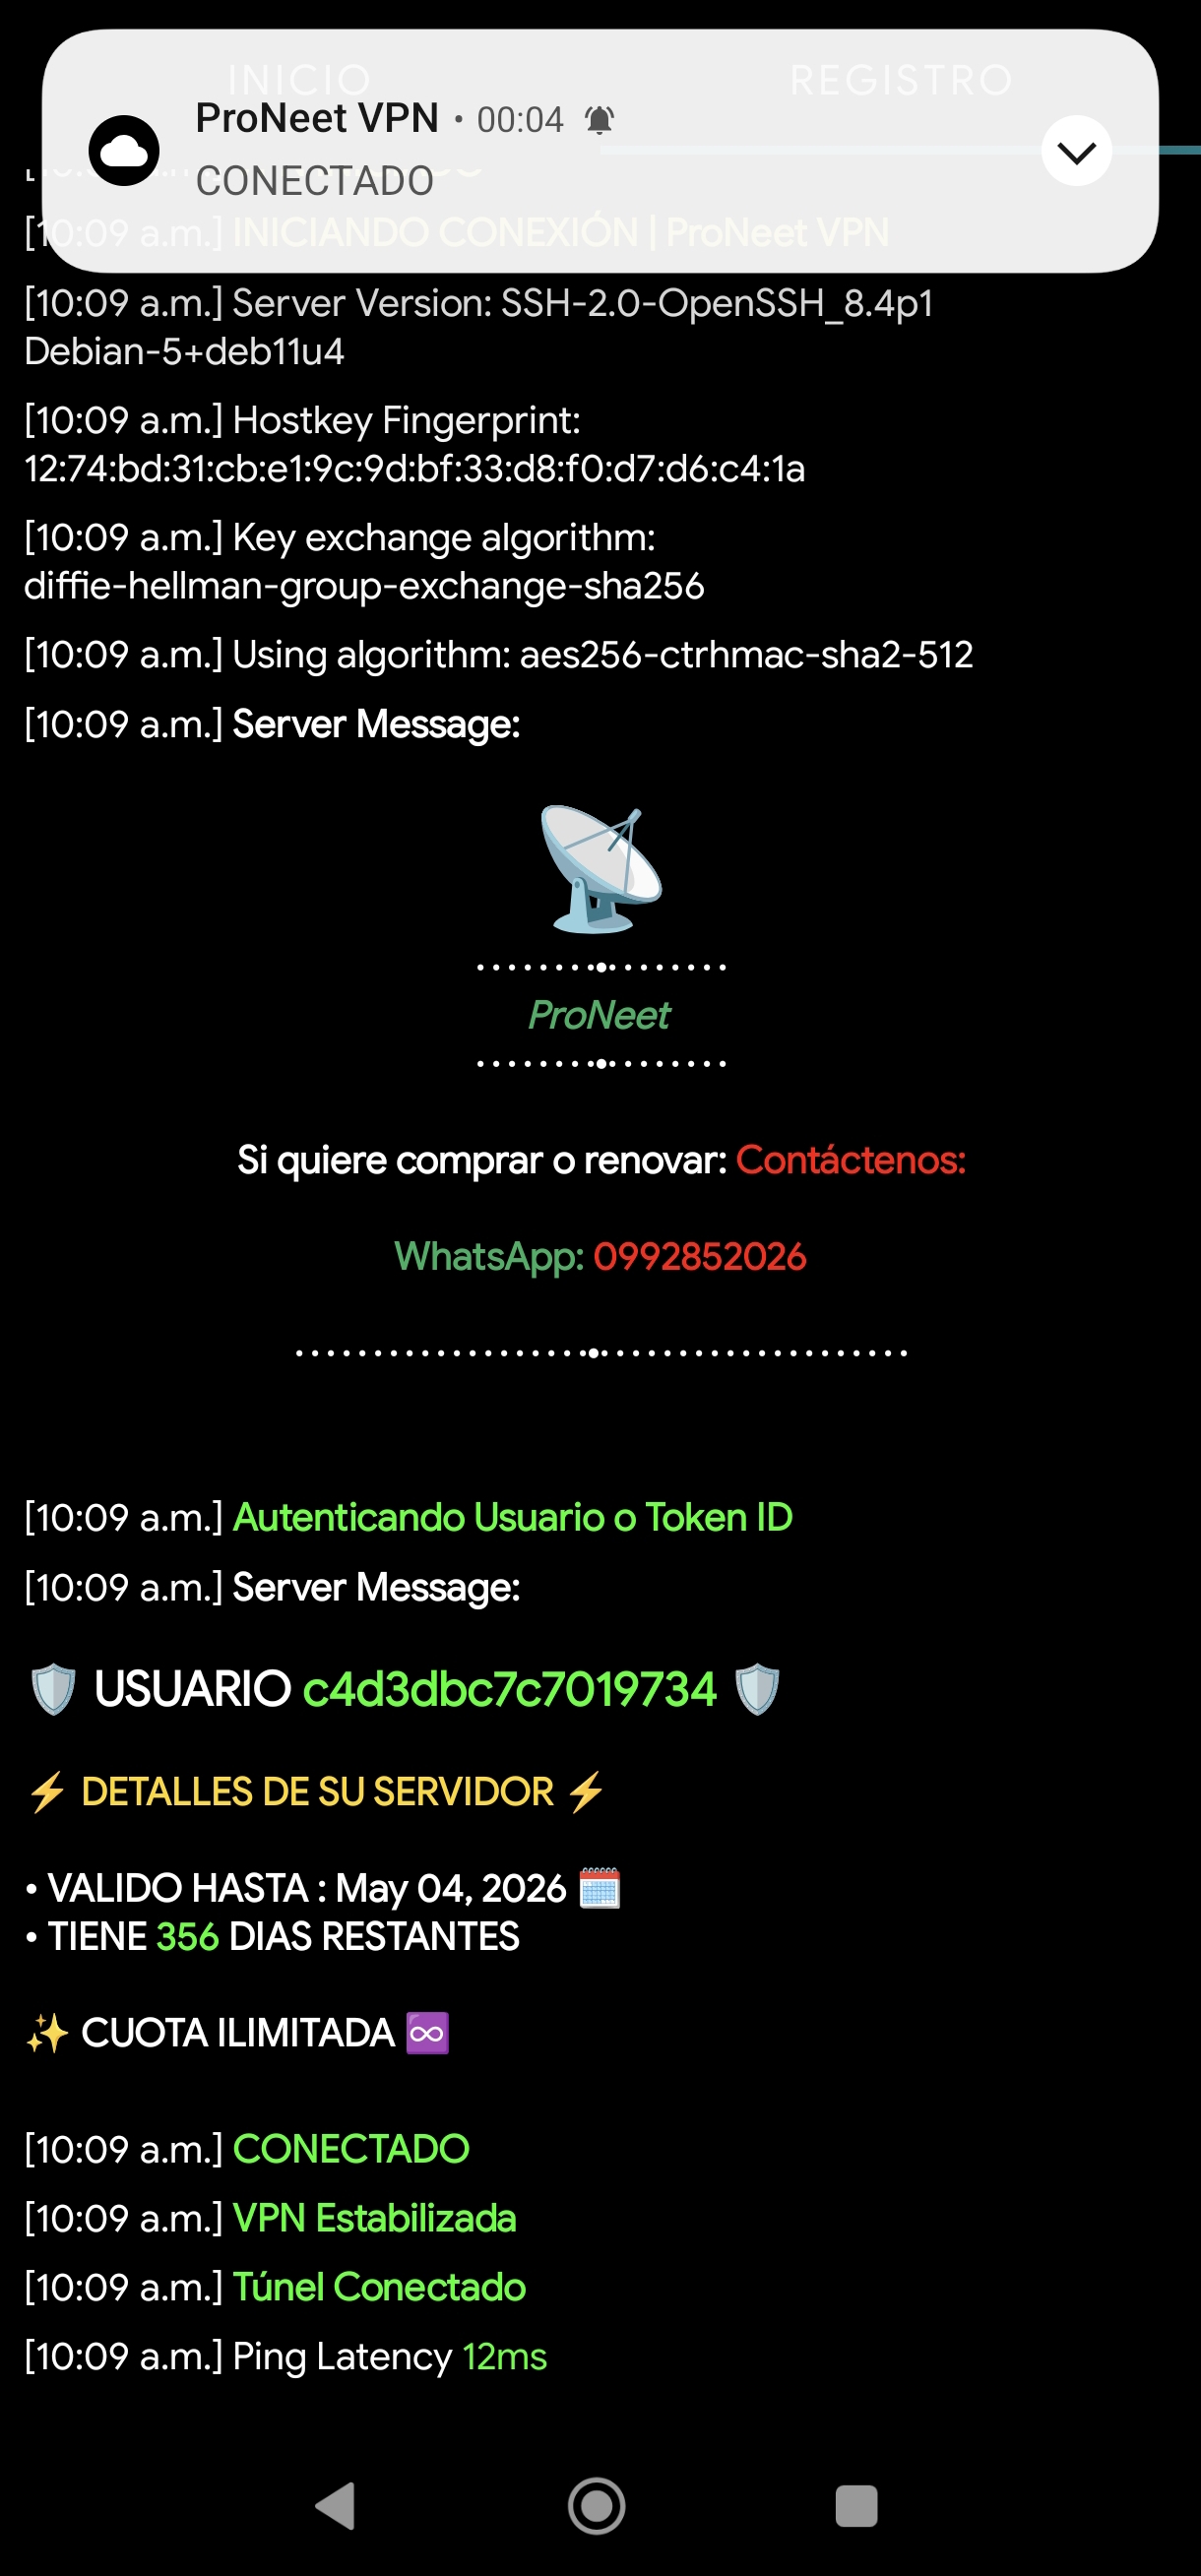 INICIO
REGISTRO
ProNeet VPN • 00:04
CONECTADO
[10:09 a.m.] INICIANDO CONEXIÓN | ProNeet VPN
[10:09 a.m.] Server Version: SSH-2.0-OpenSSH_8.4p1
Debian-5+deb11u4
[10:09 a.m.] Hostkey Fingerprint:
12:74:bd:31:cb:e1:9c:9d:bf:33:d8:f0:d7:d6:c4:1a
[10:09 a.m.] Key exchange algorithm:
diffie-hellman-group-exchange-sha256
[10:09 a.m.] Using algorithm: aes256-ctrhmac-sha2-512
[10:09 a.m.] Server Message:
ProNeet
Si quiere comprar o renovar: Contáctenos:
WhatsApp: 0992852026
[10:09 a.m.] Autenticando Usuario o Token ID
[10:09 a.m.] Server Message:
🛡️ USUARIO c4d3dbc7c7019734 🛡️
⚡ DETALLES DE SU SERVIDOR ⚡
• VALIDO HASTA : May 04, 2026 🗓️
• TIENE 356 DIAS RESTANTES
✨ CUOTA ILIMITADA ♾️
[10:09 a.m.] CONECTADO
[10:09 a.m.] VPN Estabilizada
[10:09 a.m.] Túnel Conectado
[10:09 a.m.] Ping Latency 12ms